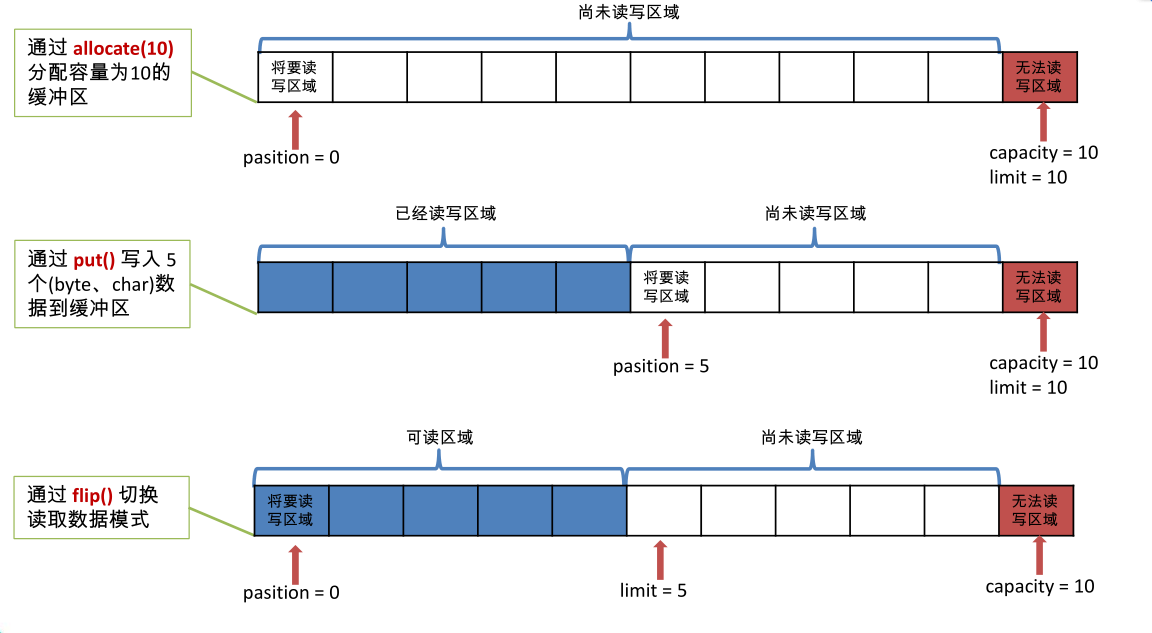 尚未读写区域
通过 allocate(10)
分配容量为10的
缓冲区
将要读
写区域
无法读
写区域
pasition = 0
capacity = 10
limit = 10
已经读写区域
尚未读写区域
通过 put() 写入 5
个(byte、char)数
据到缓冲区
将要读
写区域
无法读
写区域
pasition = 5
capacity = 10
limit = 10
可读区域
尚未读写区域
通过 flip() 切换
读取数据模式
将要读
写区域
无法读
写区域
pasition = 0
limit = 5
capacity = 10